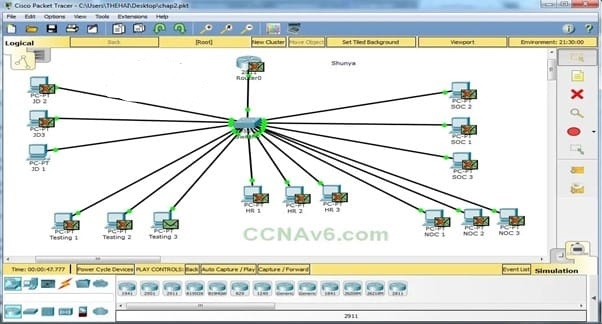 Cisco Packet Tracer - C:\Users\THEHAI\Desktop\chap2.pkt
File Edit Options View Tools Extensions Help
Logical Back [Root] New Cluster Move Object Set Tiled Background Viewport Environment: 21:30:00
Shunya
2911
Router0
PC-PT
JD 2
PC-PT
JD3
PC-PT
JD 1
PC-PT
SOC 2
PC-PT
SOC 1
PC-PT
SOC 3
PC-PT
HR 1
PC-PT
HR 2
PC-PT
HR 3
PC-PT
Testing 1
PC-PT
Testing 2
PC-PT
Testing 3
PC-PT
NOC 1
PC-PT
NOC 2
PC-PT
NOC 3
CCNAv6.com
Time: 00:00:47.777 Power Cycle Devices PLAY CONTROLS: Back Auto Capture / Play Capture / Forward Event List Simulation
1941 2901 2911 819IOX 819HGW 829 1240 Generic Generic 1841 2620XM 2621XM 2811
2911